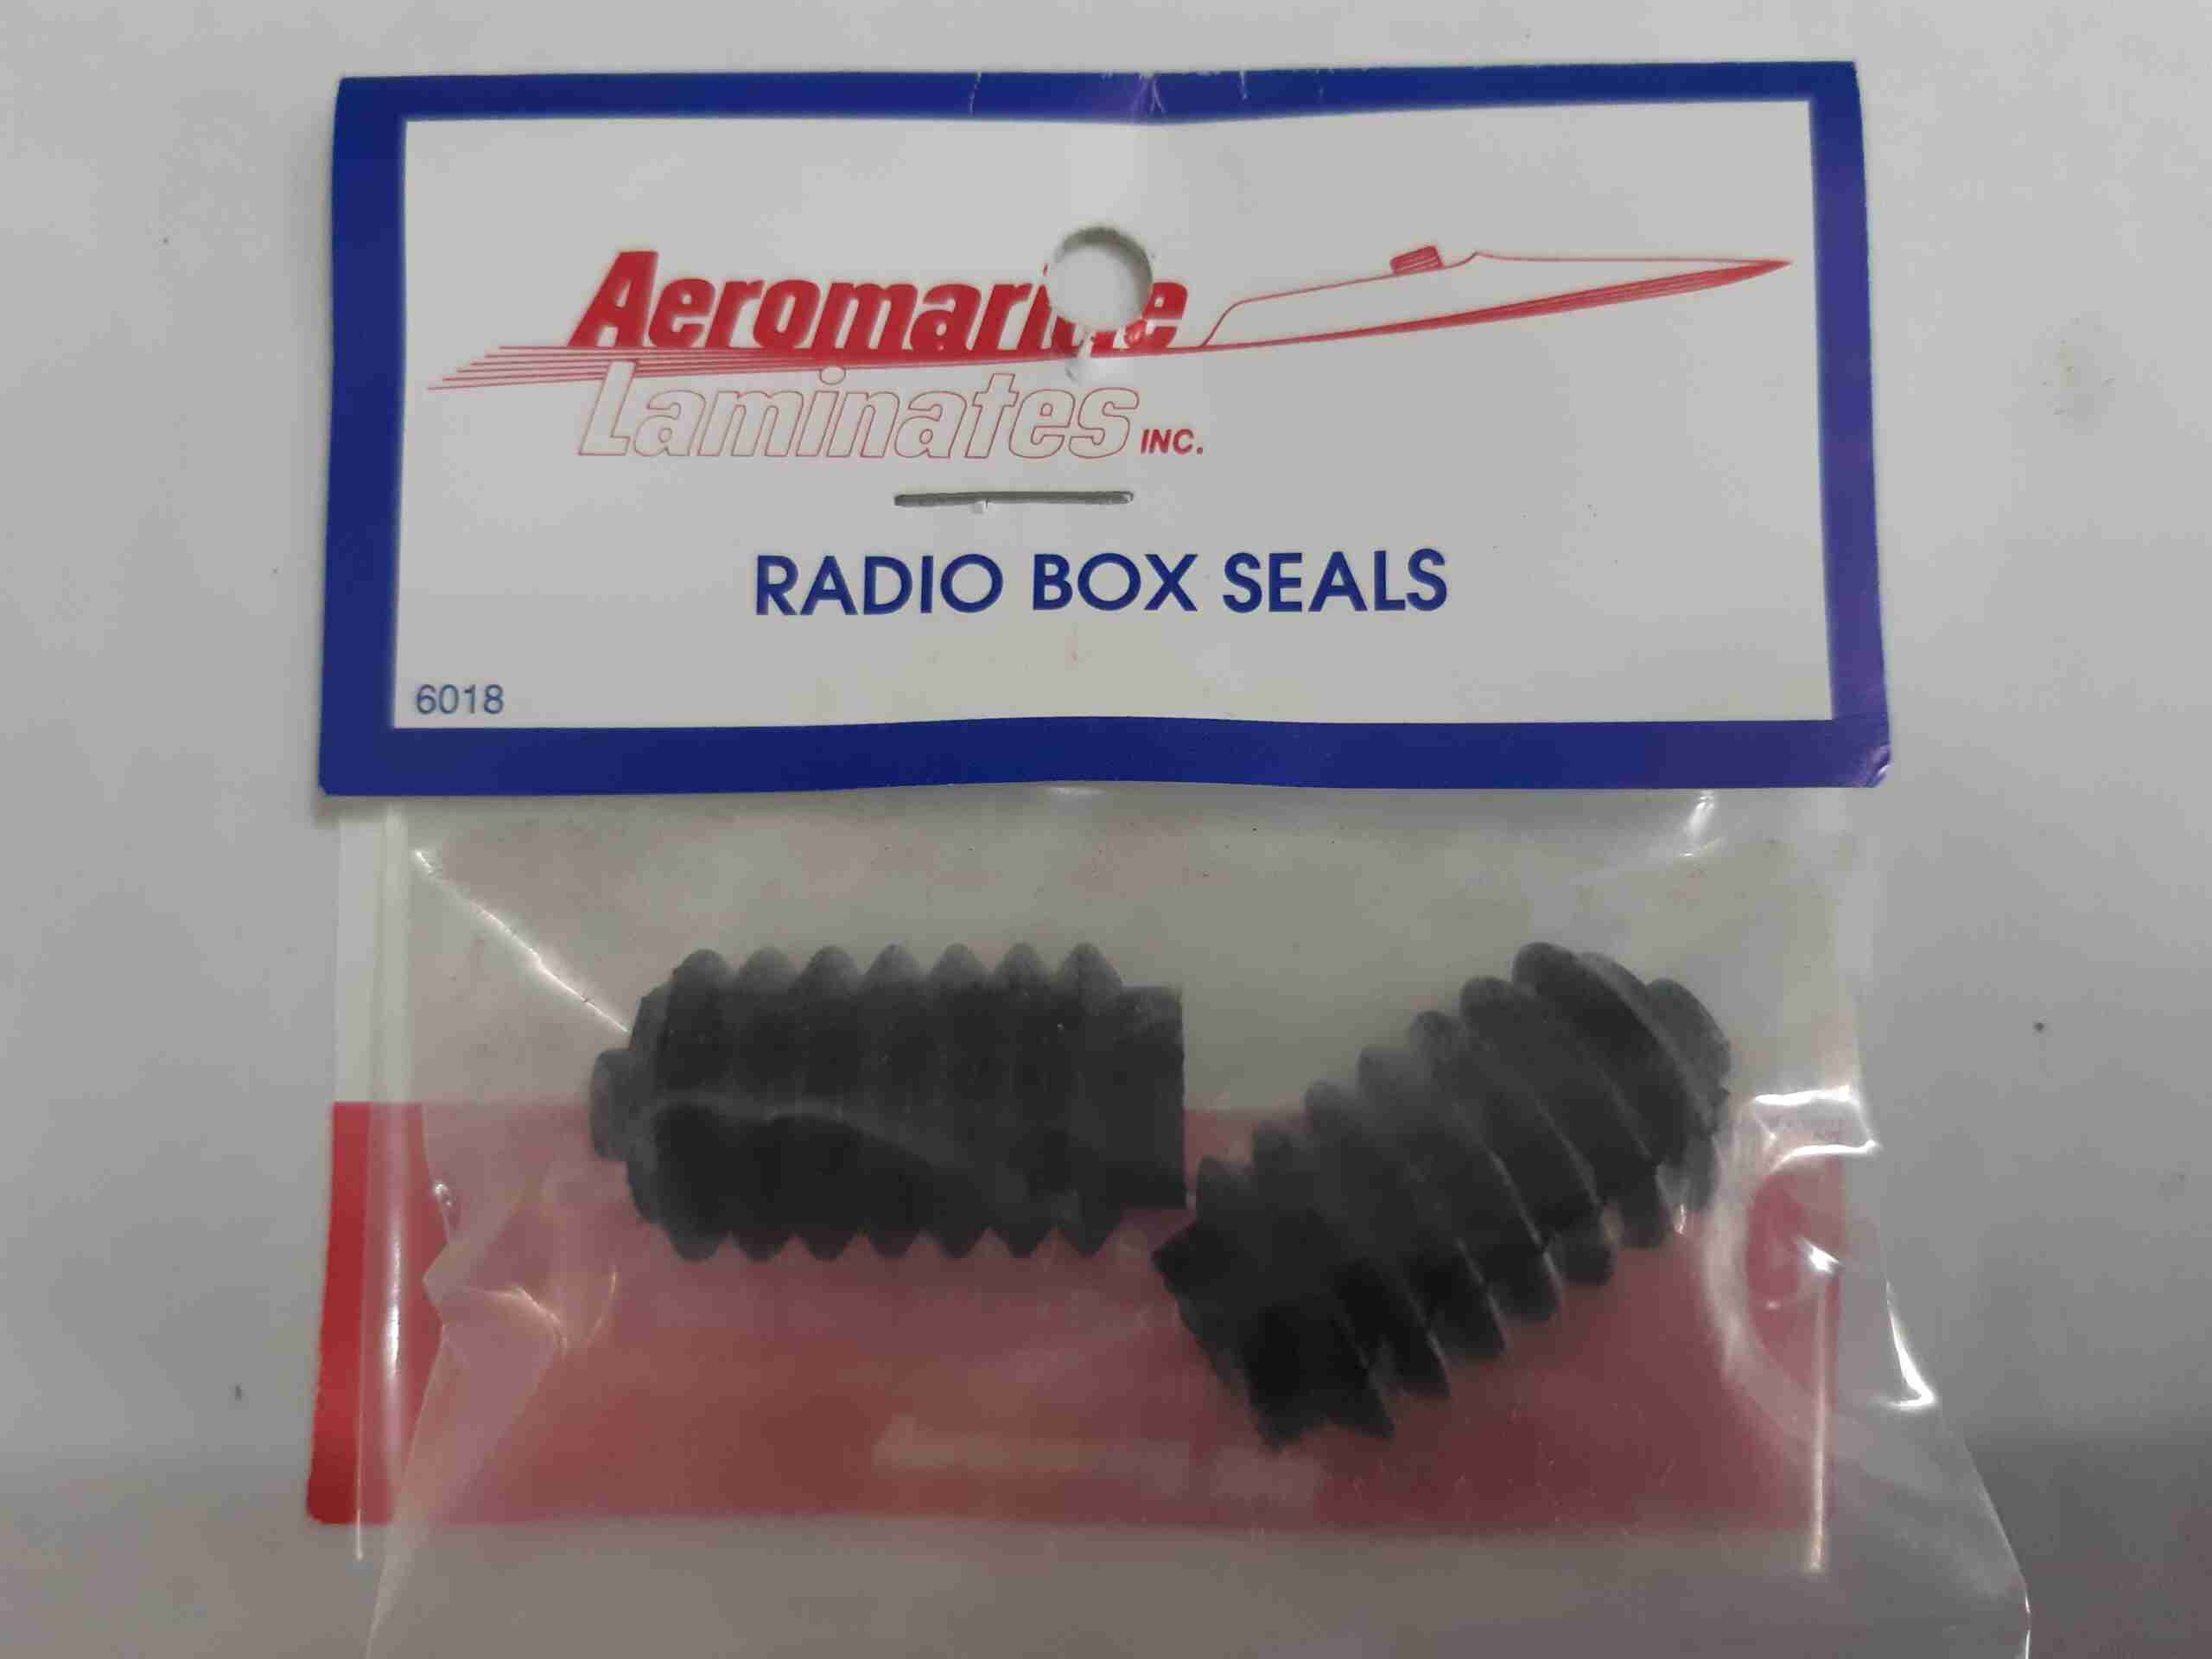 Aeromarine
Laminates INC.
RADIO BOX SEALS
6018